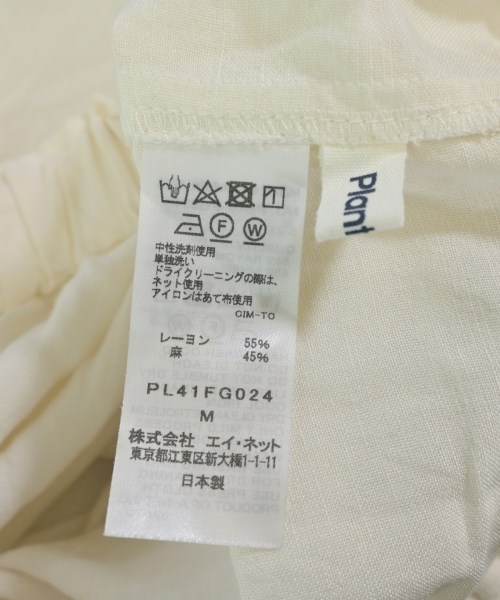 Plant
中性洗剤使用
単独洗い
ドライクリーニングの際は、
ネット使用
アイロンはあて布使用
CIM-TO
レーヨン 55%
麻 45%
PL41FG024
M
株式会社 エイ・ネット
東京都江東区新大橋1-1-11
日本製